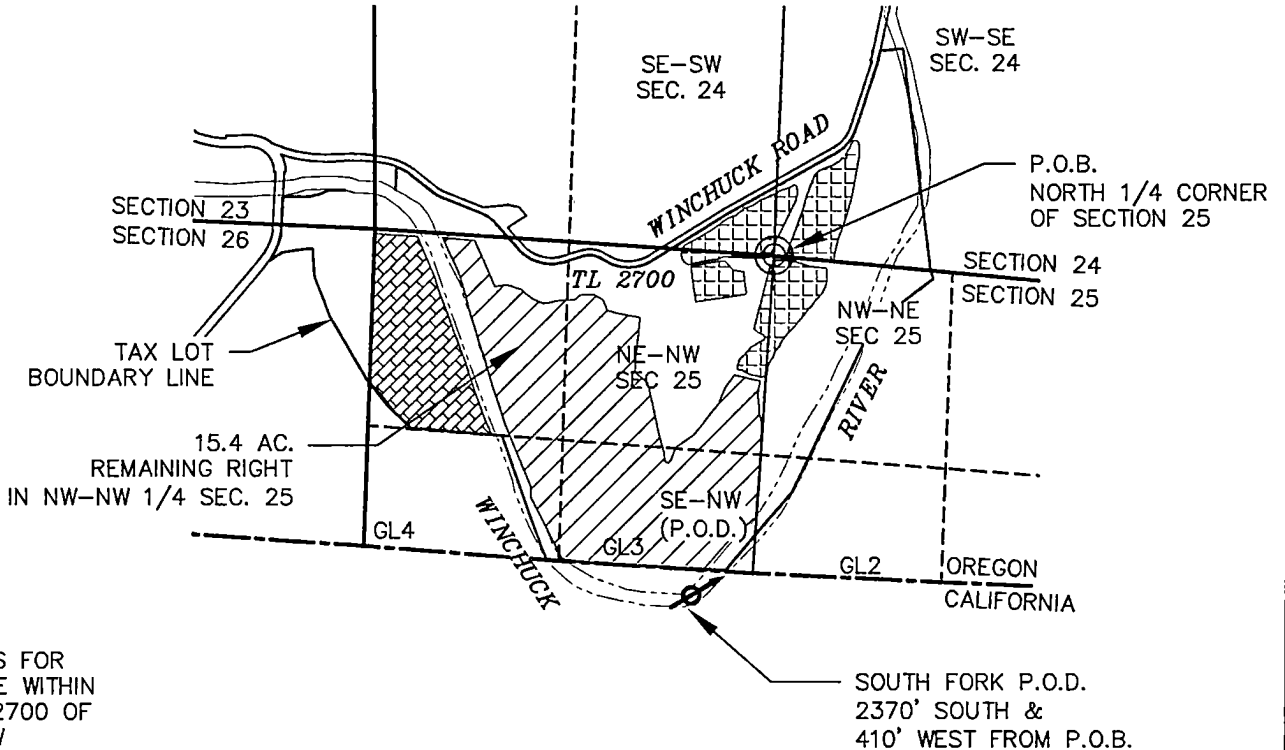 SE-SW
SEC. 24
SW-SE
SEC. 24
WINCHUCK ROAD
P.O.B.
NORTH 1/4 CORNER
OF SECTION 25
SECTION 23
SECTION 26
TL 2700
SECTION 24
SECTION 25
NW-NE
SEC 25
TAX LOT
BOUNDARY LINE
NE-NW
SEC 25
RIVER
15.4 AC.
REMAINING RIGHT
IN NW-NW 1/4 SEC. 25
SE-NW
(P.O.D.)
WINCHUCK
GL4
GL3
GL2
OREGON
CALIFORNIA
S FOR
E WITHIN
2700 OF
SOUTH FORK P.O.D.
2370' SOUTH &
410' WEST FROM P.O.B.